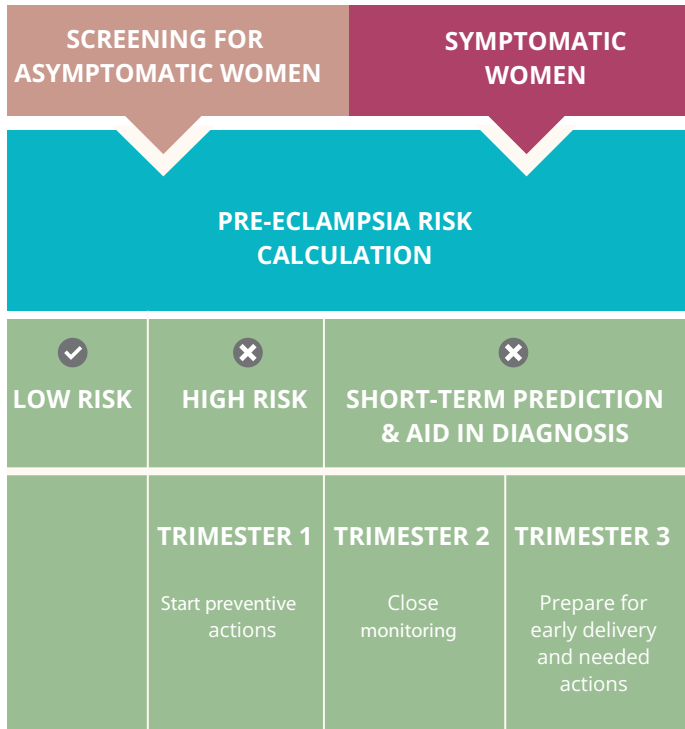 SCREENING FOR
ASYMPTOMATIC WOMEN
SYMPTOMATIC
WOMEN
PRE-ECLAMPSIA RISK
CALCULATION
LOW RISK
HIGH RISK
SHORT-TERM PREDICTION
& AID IN DIAGNOSIS
TRIMESTER 1
Start preventive
actions
TRIMESTER 2
Close
monitoring
TRIMESTER 3
Prepare for
early delivery
and needed
actions